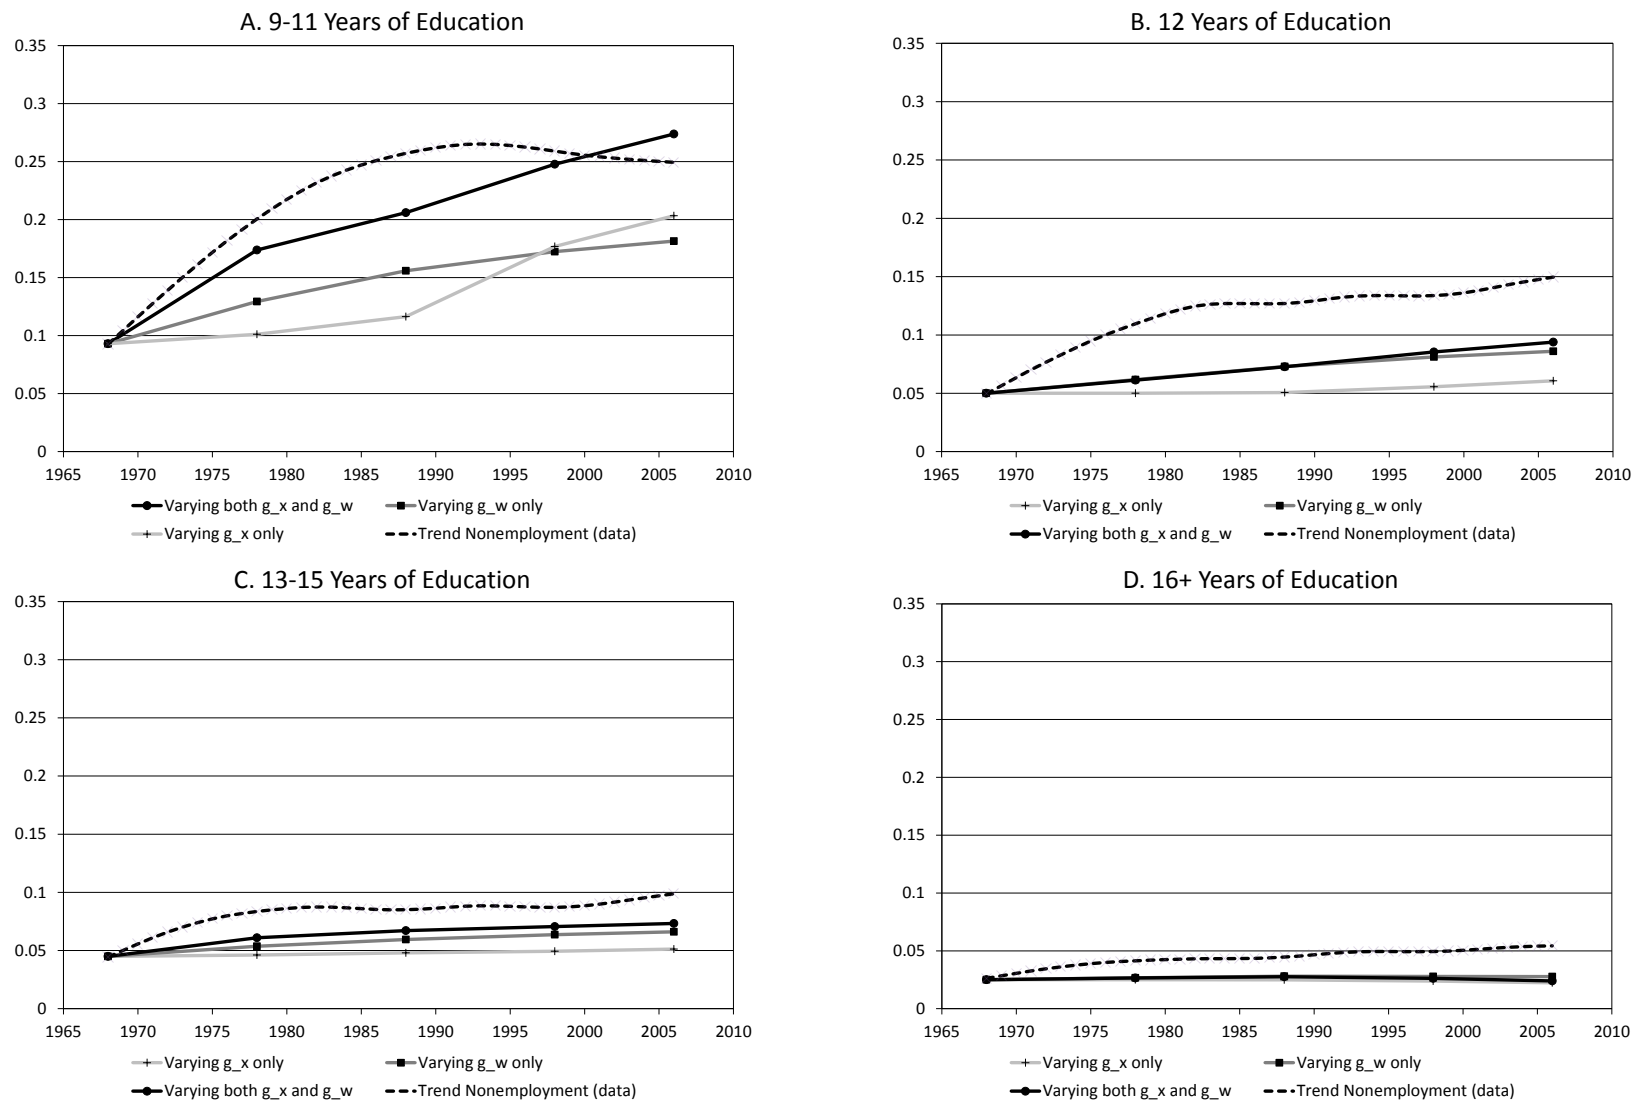 A. 9-11 Years of Education
0.35
0.3
0.25
0.2
0.15
0.1
0.05
0
1965 1970 1975 1980 1985 1990 1995 2000 2005 2010
Varying both g_x and g_w Varying g_w only
Varying g_x only Trend Nonemployment (data)
B. 12 Years of Education
0.35
0.3
0.25
0.2
0.15
0.1
0.05
0
1965 1970 1975 1980 1985 1990 1995 2000 2005 2010
Varying g_x only Varying g_w only
Varying both g_x and g_w Trend Nonemployment (data)
C. 13-15 Years of Education
0.35
0.3
0.25
0.2
0.15
0.1
0.05
0
1965 1970 1975 1980 1985 1990 1995 2000 2005 2010
Varying g_x only Varying g_w only
Varying both g_x and g_w Trend Nonemployment (data)
D. 16+ Years of Education
0.35
0.3
0.25
0.2
0.15
0.1
0.05
0
1965 1970 1975 1980 1985 1990 1995 2000 2005 2010
Varying g_x only Varying g_w only
Varying both g_x and g_w Trend Nonemployment (data)